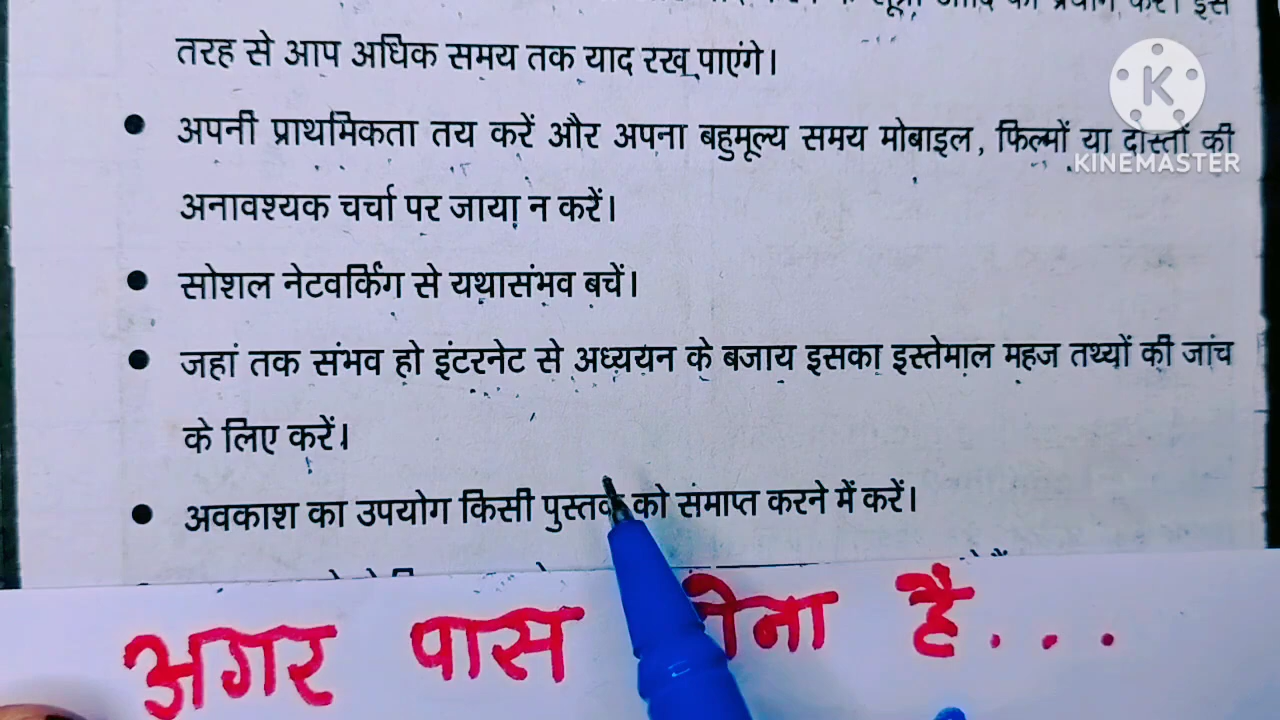 तरह से आप अधिक समय तक याद रख पाएंगे।
• अपनी प्राथमिकता तय करें और अपना बहुमूल्य समय मोबाइल, फिल्मों या दोस्तों की
अनावश्यक चर्चा पर जाया न करें।
• सोशल नेटवर्किंग से यथासंभव बचें।
• जहां तक संभव हो इंटरनेट से अध्ययन के बजाय इसका इस्तेमाल महज तथ्यों की जांच
के लिए करें।
• अवकाश का उपयोग किसी पुस्तक को संमाप्त करने में करें।
अगर पास है...
K
KINEMASTER